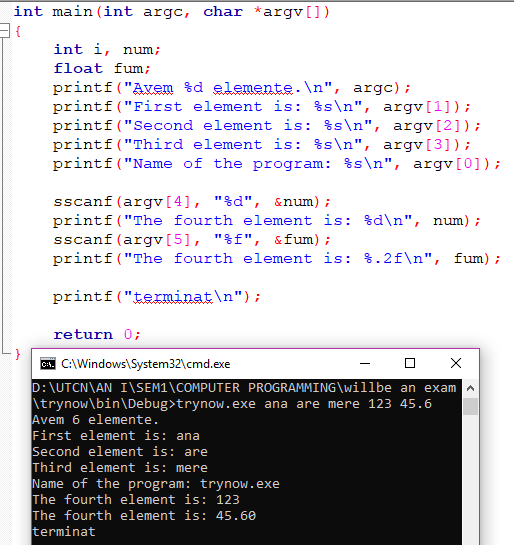 int main(int argc, char *argv[])
{
int i, num;
float fum;
printf("Avem %d elemente.\n", argc);
printf("First element is: %s\n", argv[1]);
printf("Second element is: %s\n", argv[2]);
printf("Third element is: %s\n", argv[3]);
printf("Name of the program: %s\n", argv[0]);
sscanf(argv[4], "%d", &num);
printf("The fourth element is: %d\n", num);
sscanf(argv[5], "%f", &fum);
printf("The fourth element is: %.2f\n", fum);
printf("terminat\n");
return 0;
}
C:\Windows\System32\cmd.exe
D:\UTCN\AN I\SEM1\COMPUTER PROGRAMMING\willbe an exam
\trynow\bin\Debug>trynow.exe ana are mere 123 45.6
Avem 6 elemente.
First element is: ana
Second element is: are
Third element is: mere
Name of the program: trynow.exe
The fourth element is: 123
The fourth element is: 45.60
terminat